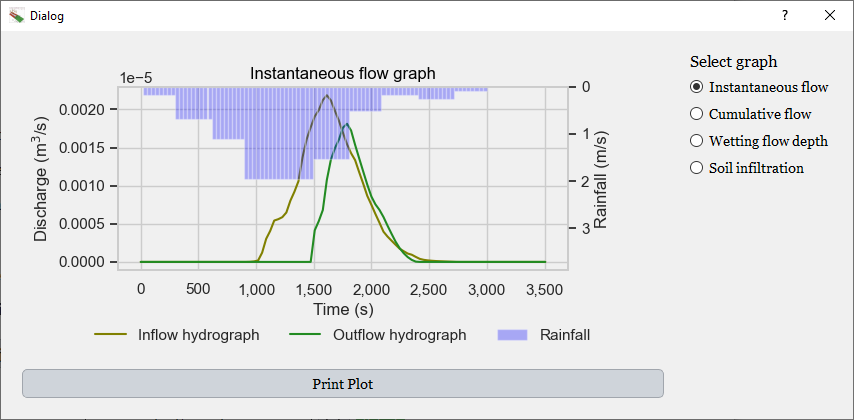 Dialog
?
Select graph
Instantaneous flow
Cumulative flow
Wetting flow depth
Soil infiltration
Instantaneous flow graph
1e−5
Discharge (m³/s)
0.0020
0.0015
0.0010
0.0005
0.0000
0
1
2
3
Rainfall (m/s)
0 500 1,000 1,500 2,000 2,500 3,000 3,500
Time (s)
Inflow hydrograph Outflow hydrograph Rainfall
Print Plot